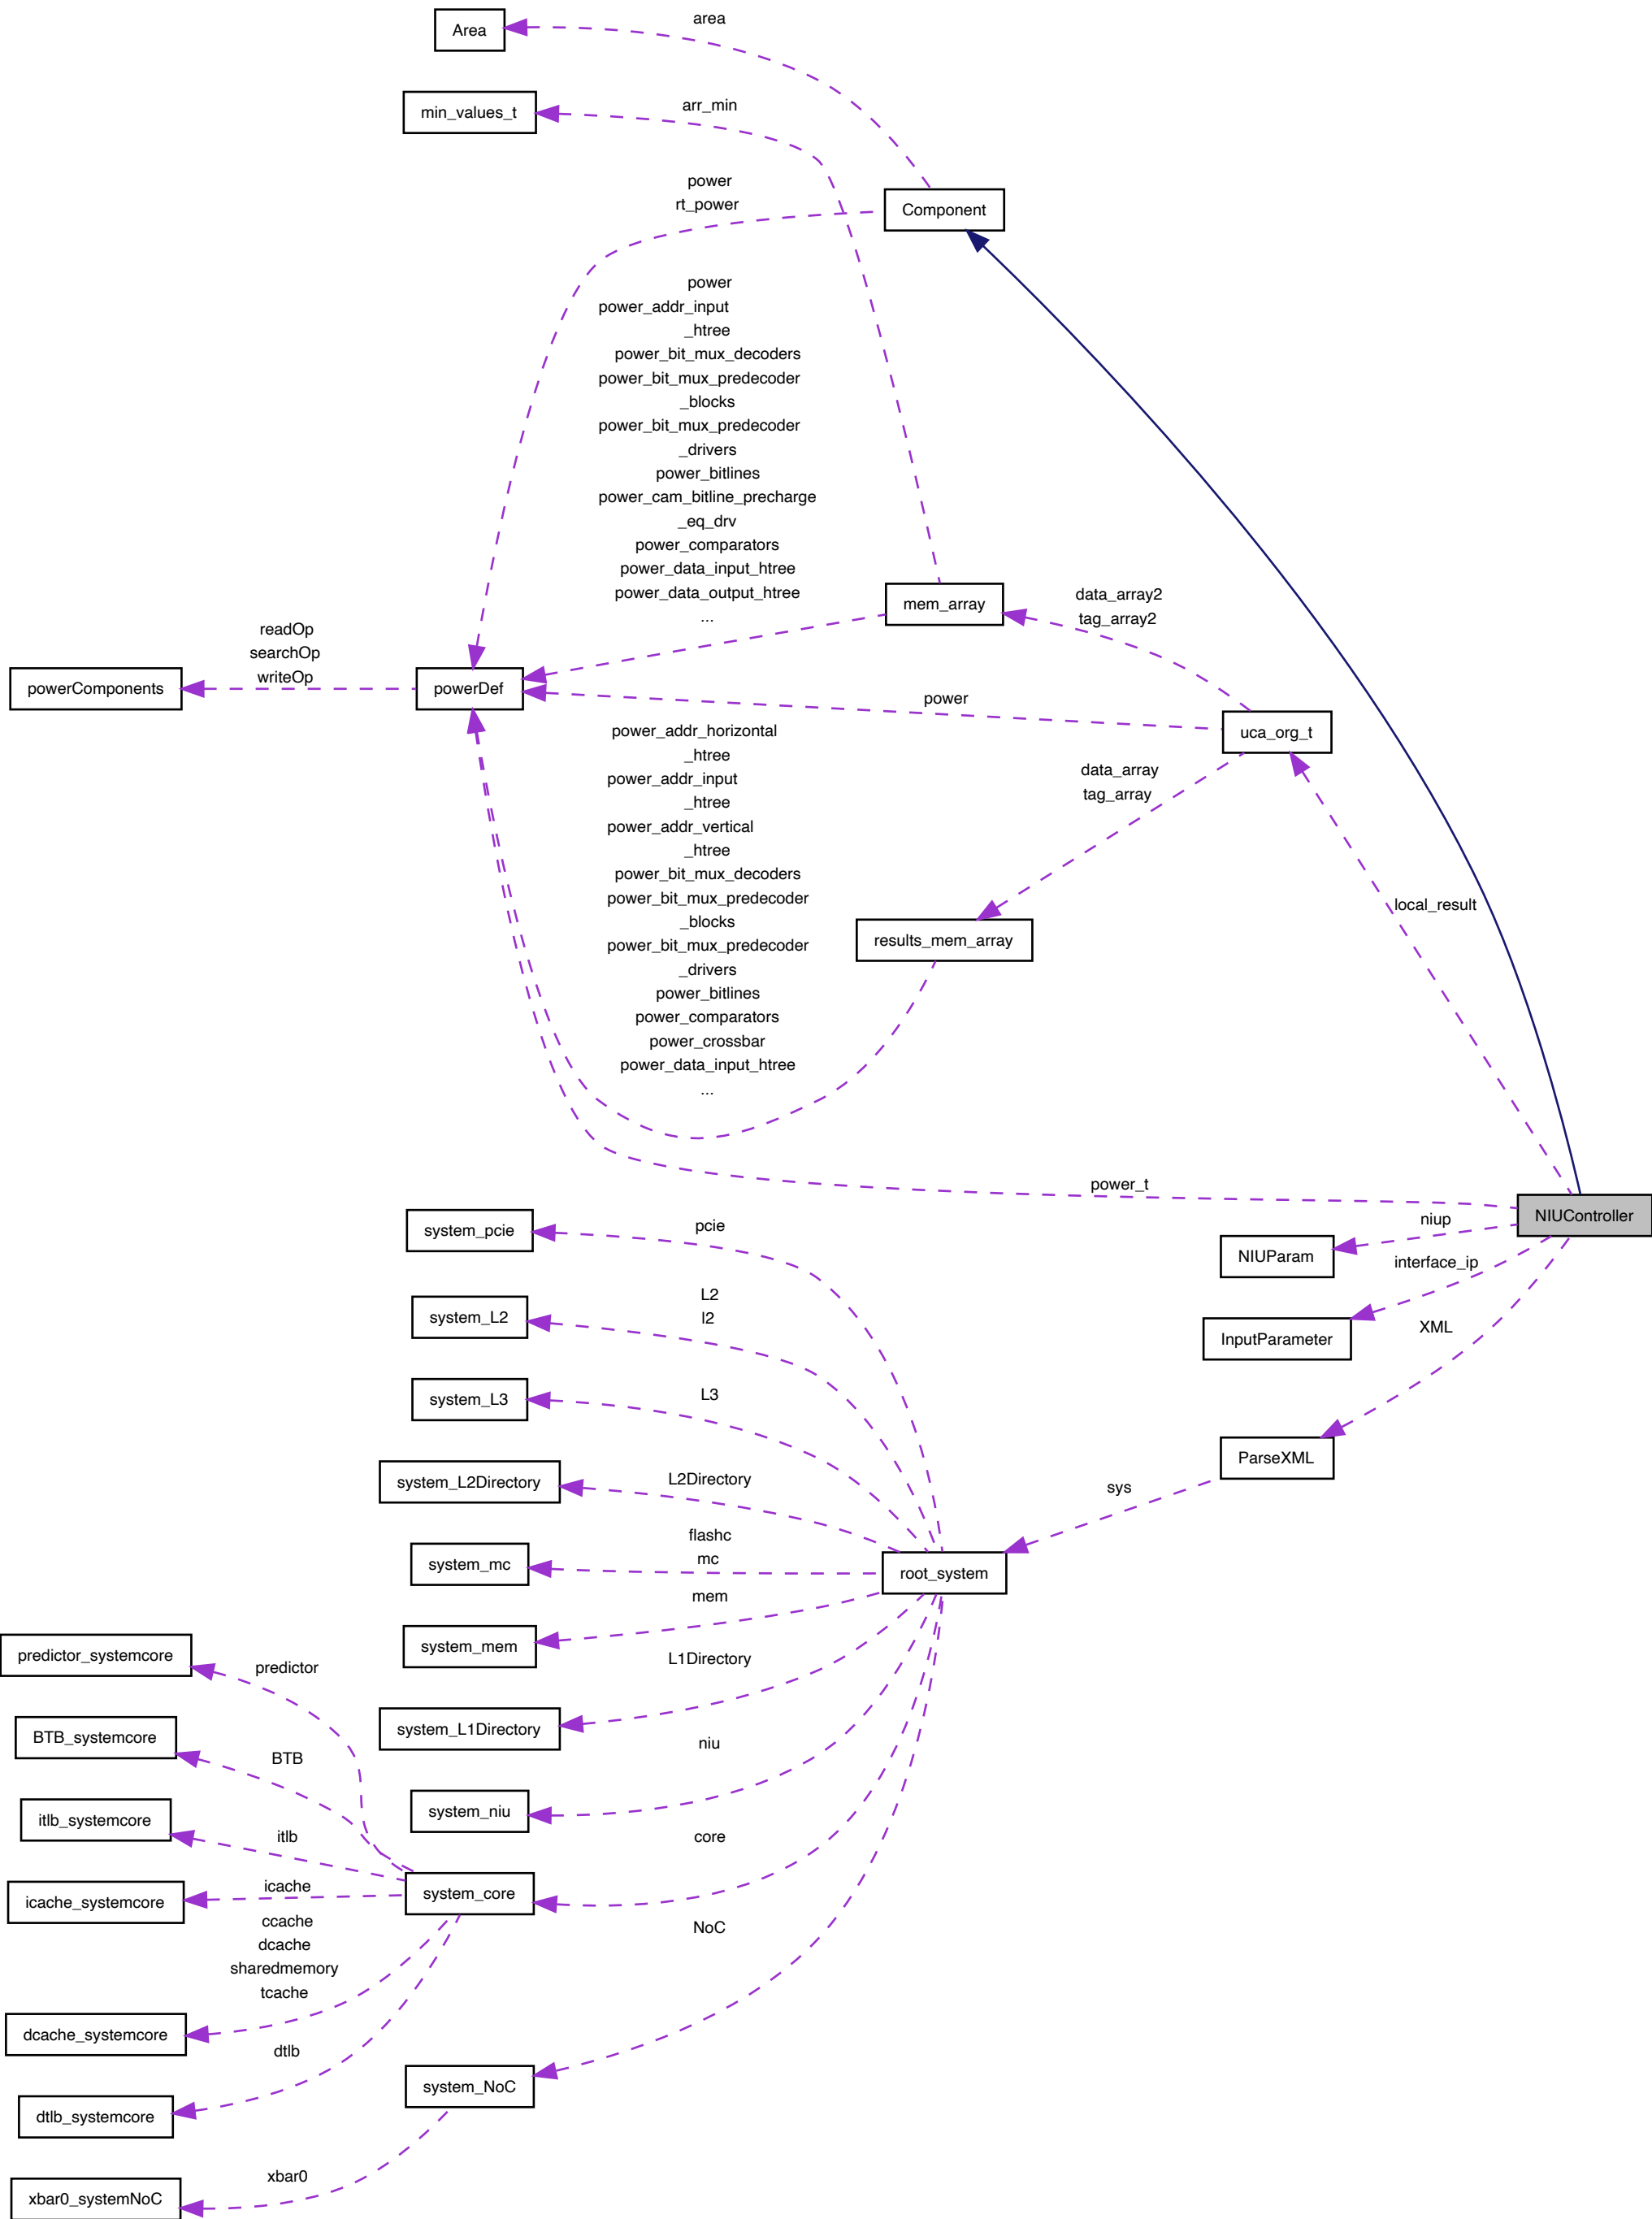 area
Area
arr_min
min_values_t
power
rt_power
Component
power
power_addr_input
_htree
power_bit_mux_decoders
power_bit_mux_predecoder
_blocks
power_bit_mux_predecoder
_drivers
power_bitlines
power_cam_bitline_precharge
_eq_drv
power_comparators
power_data_input_htree
power_data_output_htree
...
mem_array
data_array2
tag_array2
readOp
searchOp
writeOp
powerComponents
powerDef
power
uca_org_t
power_addr_horizontal
_htree
power_addr_input
_htree
power_addr_vertical
_htree
power_bit_mux_decoders
power_bit_mux_predecoder
_blocks
power_bit_mux_predecoder
_drivers
power_bitlines
power_comparators
power_crossbar
power_data_input_htree
...
data_array
tag_array
local_result
results_mem_array
power_t
NIUController
niup
NIUParam
interface_ip
InputParameter
XML
ParseXML
sys
pcie
system_pcie
L2
l2
system_L2
L3
system_L3
L2Directory
system_L2Directory
flashc
mc
system_mc
root_system
mem
system_mem
L1Directory
system_L1Directory
niu
system_niu
core
system_core
NoC
system_NoC
predictor
predictor_systemcore
BTB
BTB_systemcore
itlb
itlb_systemcore
icache
icache_systemcore
ccache
dcache
sharedmemory
tcache
dcache_systemcore
dtlb
dtlb_systemcore
xbar0
xbar0_systemNoC